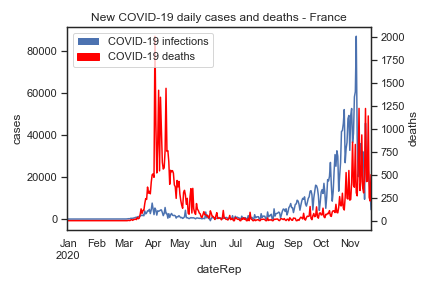 New COVID-19 daily cases and deaths - France
COVID-19 infections
COVID-19 deaths
80000
60000
40000
20000
0
cases
2000
1750
1500
1250
1000
750
500
250
0
deaths
Jan Feb Mar Apr May Jun Jul Aug Sep Oct Nov
2020
dateRep